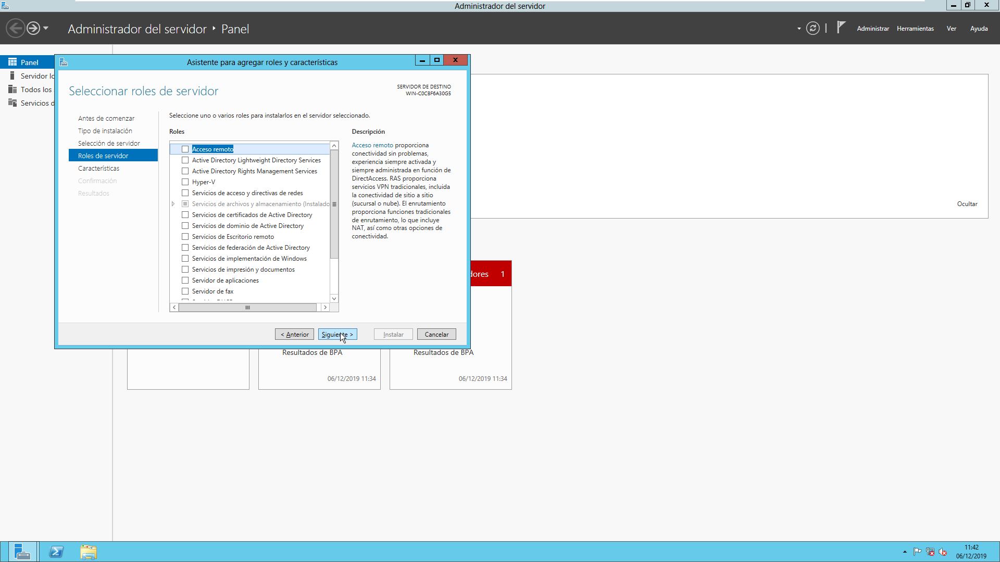 Administrador del servidor
Administrador del servidor
Panel
Administrar
Herramientas
Ver
Ayuda
Panel
Servidor lo
Todos los
Servicios d
Asistente para agregar roles y características
Seleccionar roles de servidor
SERVIDOR DE DESTINO
WIN-C0CBF6A30G5
Antes de comenzar
Tipo de instalación
Selección de servidor
Roles de servidor
Características
Confirmación
Resultados
Seleccione uno o varios roles para instalarlos en el servidor seleccionado.
Roles
Acceso remoto
Active Directory Lightweight Directory Services
Active Directory Rights Management Services
Hyper-V
Servicios de acceso y directivas de redes
Servicios de archivos y almacenamiento (Instalado
Servicios de certificados de Active Directory
Servicios de dominio de Active Directory
Servicios de Escritorio remoto
Servicios de federación de Active Directory
Servicios de implementación de Windows
Servicios de impresión y documentos
Servidor de aplicaciones
Servidor de fax
Descripción
Acceso remoto proporciona
conectividad sin problemas,
experiencia siempre activada y
siempre administrada en función de
DirectAccess. RAS proporciona
servicios VPN tradicionales, incluida
la conectividad de sitio a sitio
(sucursal o nube). El enrutamiento
proporciona funciones tradicionales
de enrutamiento, lo que incluye
NAT, así como otras opciones de
conectividad.
< Anterior
Siguiente >
Instalar
Cancelar
Ocultar
dores 1
Resultados de BPA
06/12/2019 11:34
Resultados de BPA
06/12/2019 11:34
11:42
06/12/2019